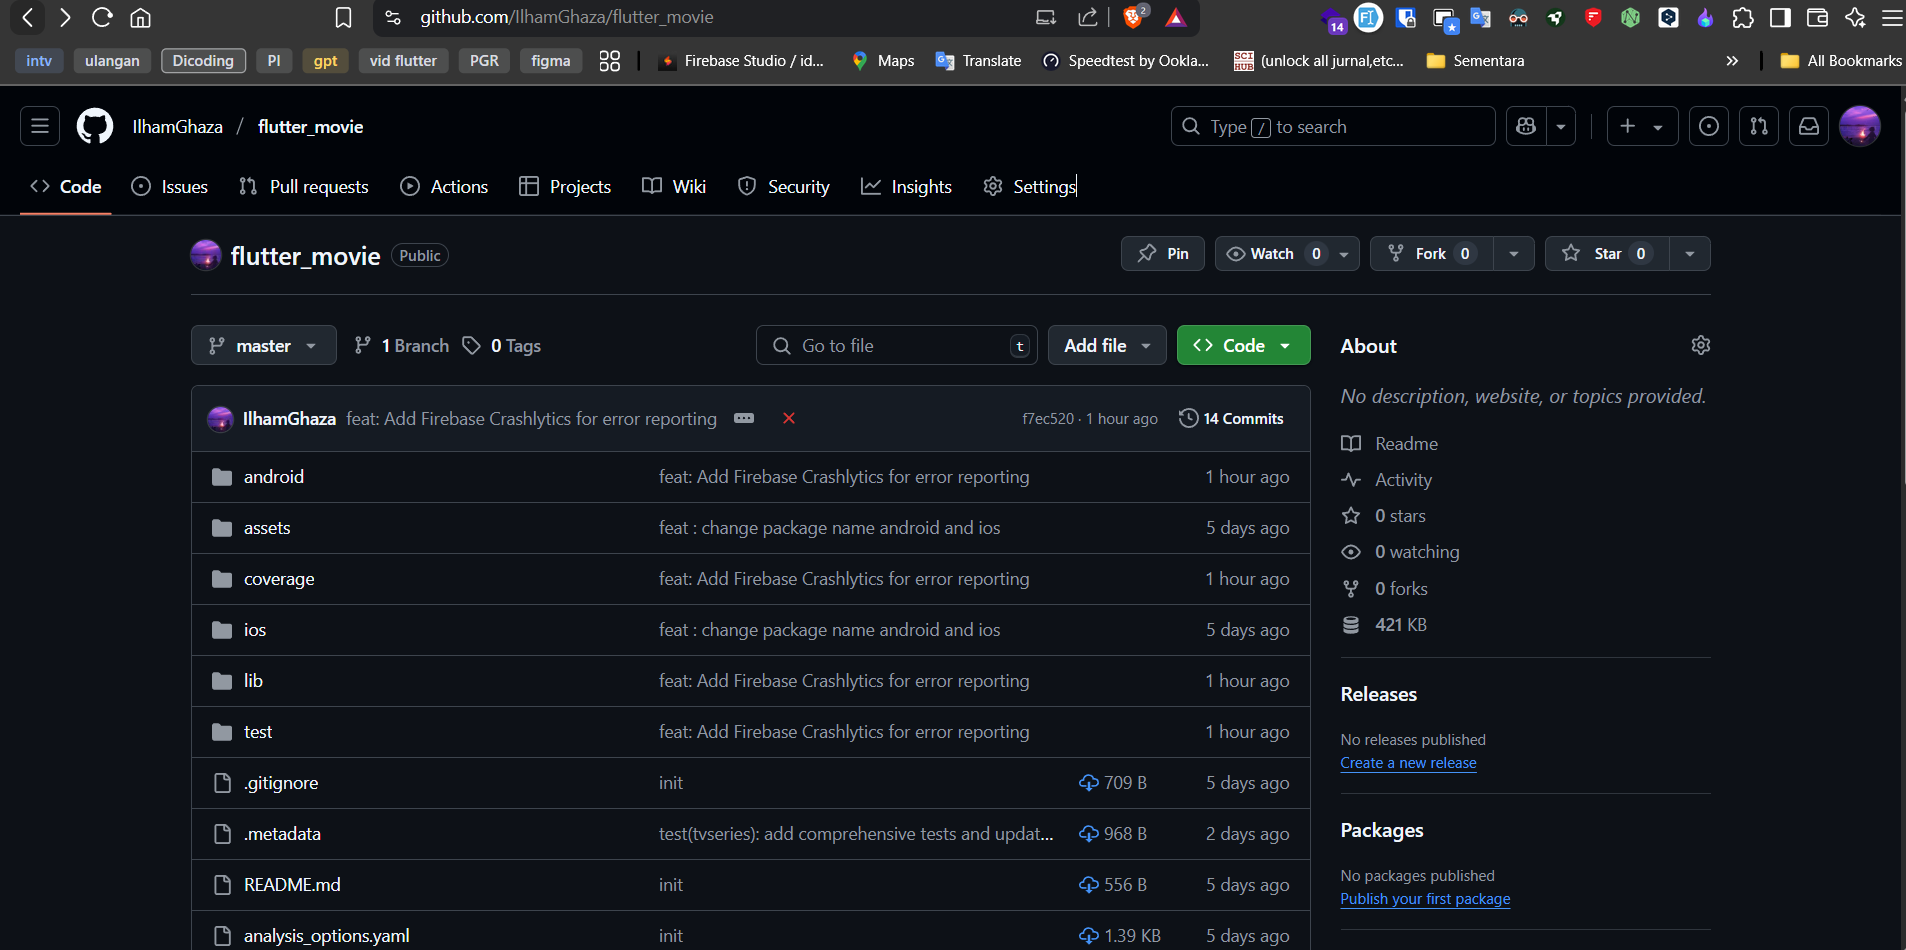 github.com/IlhamGhaza/flutter_movie
2
14
intv
ulangan
Dicoding
PI
gpt
vid flutter
PGR
figma
Firebase Studio / id...
Maps
Translate
Speedtest by Ookla...
SCI HUB
(unlock all jurnal,etc...
Sementara
»
All Bookmarks
IlhamGhaza / flutter_movie
Type / to search
Code
Issues
Pull requests
Actions
Projects
Wiki
Security
Insights
Settings
flutter_movie
Public
Pin
Watch 0
Fork 0
Star 0
master
1 Branch
0 Tags
Go to file
t
Add file
Code
IlhamGhaza feat: Add Firebase Crashlytics for error reporting
f7ec520 · 1 hour ago
14 Commits
android feat: Add Firebase Crashlytics for error reporting 1 hour ago
assets feat : change package name android and ios 5 days ago
coverage feat: Add Firebase Crashlytics for error reporting 1 hour ago
ios feat : change package name android and ios 5 days ago
lib feat: Add Firebase Crashlytics for error reporting 1 hour ago
test feat: Add Firebase Crashlytics for error reporting 1 hour ago
.gitignore init 709 B 5 days ago
.metadata test(tvseries): add comprehensive tests and updat... 968 B 2 days ago
README.md init 556 B 5 days ago
analysis_options.yaml init 1.39 KB 5 days ago
About
No description, website, or topics provided.
Readme
Activity
0 stars
0 watching
0 forks
421 KB
Releases
No releases published
Create a new release
Packages
No packages published
Publish your first package